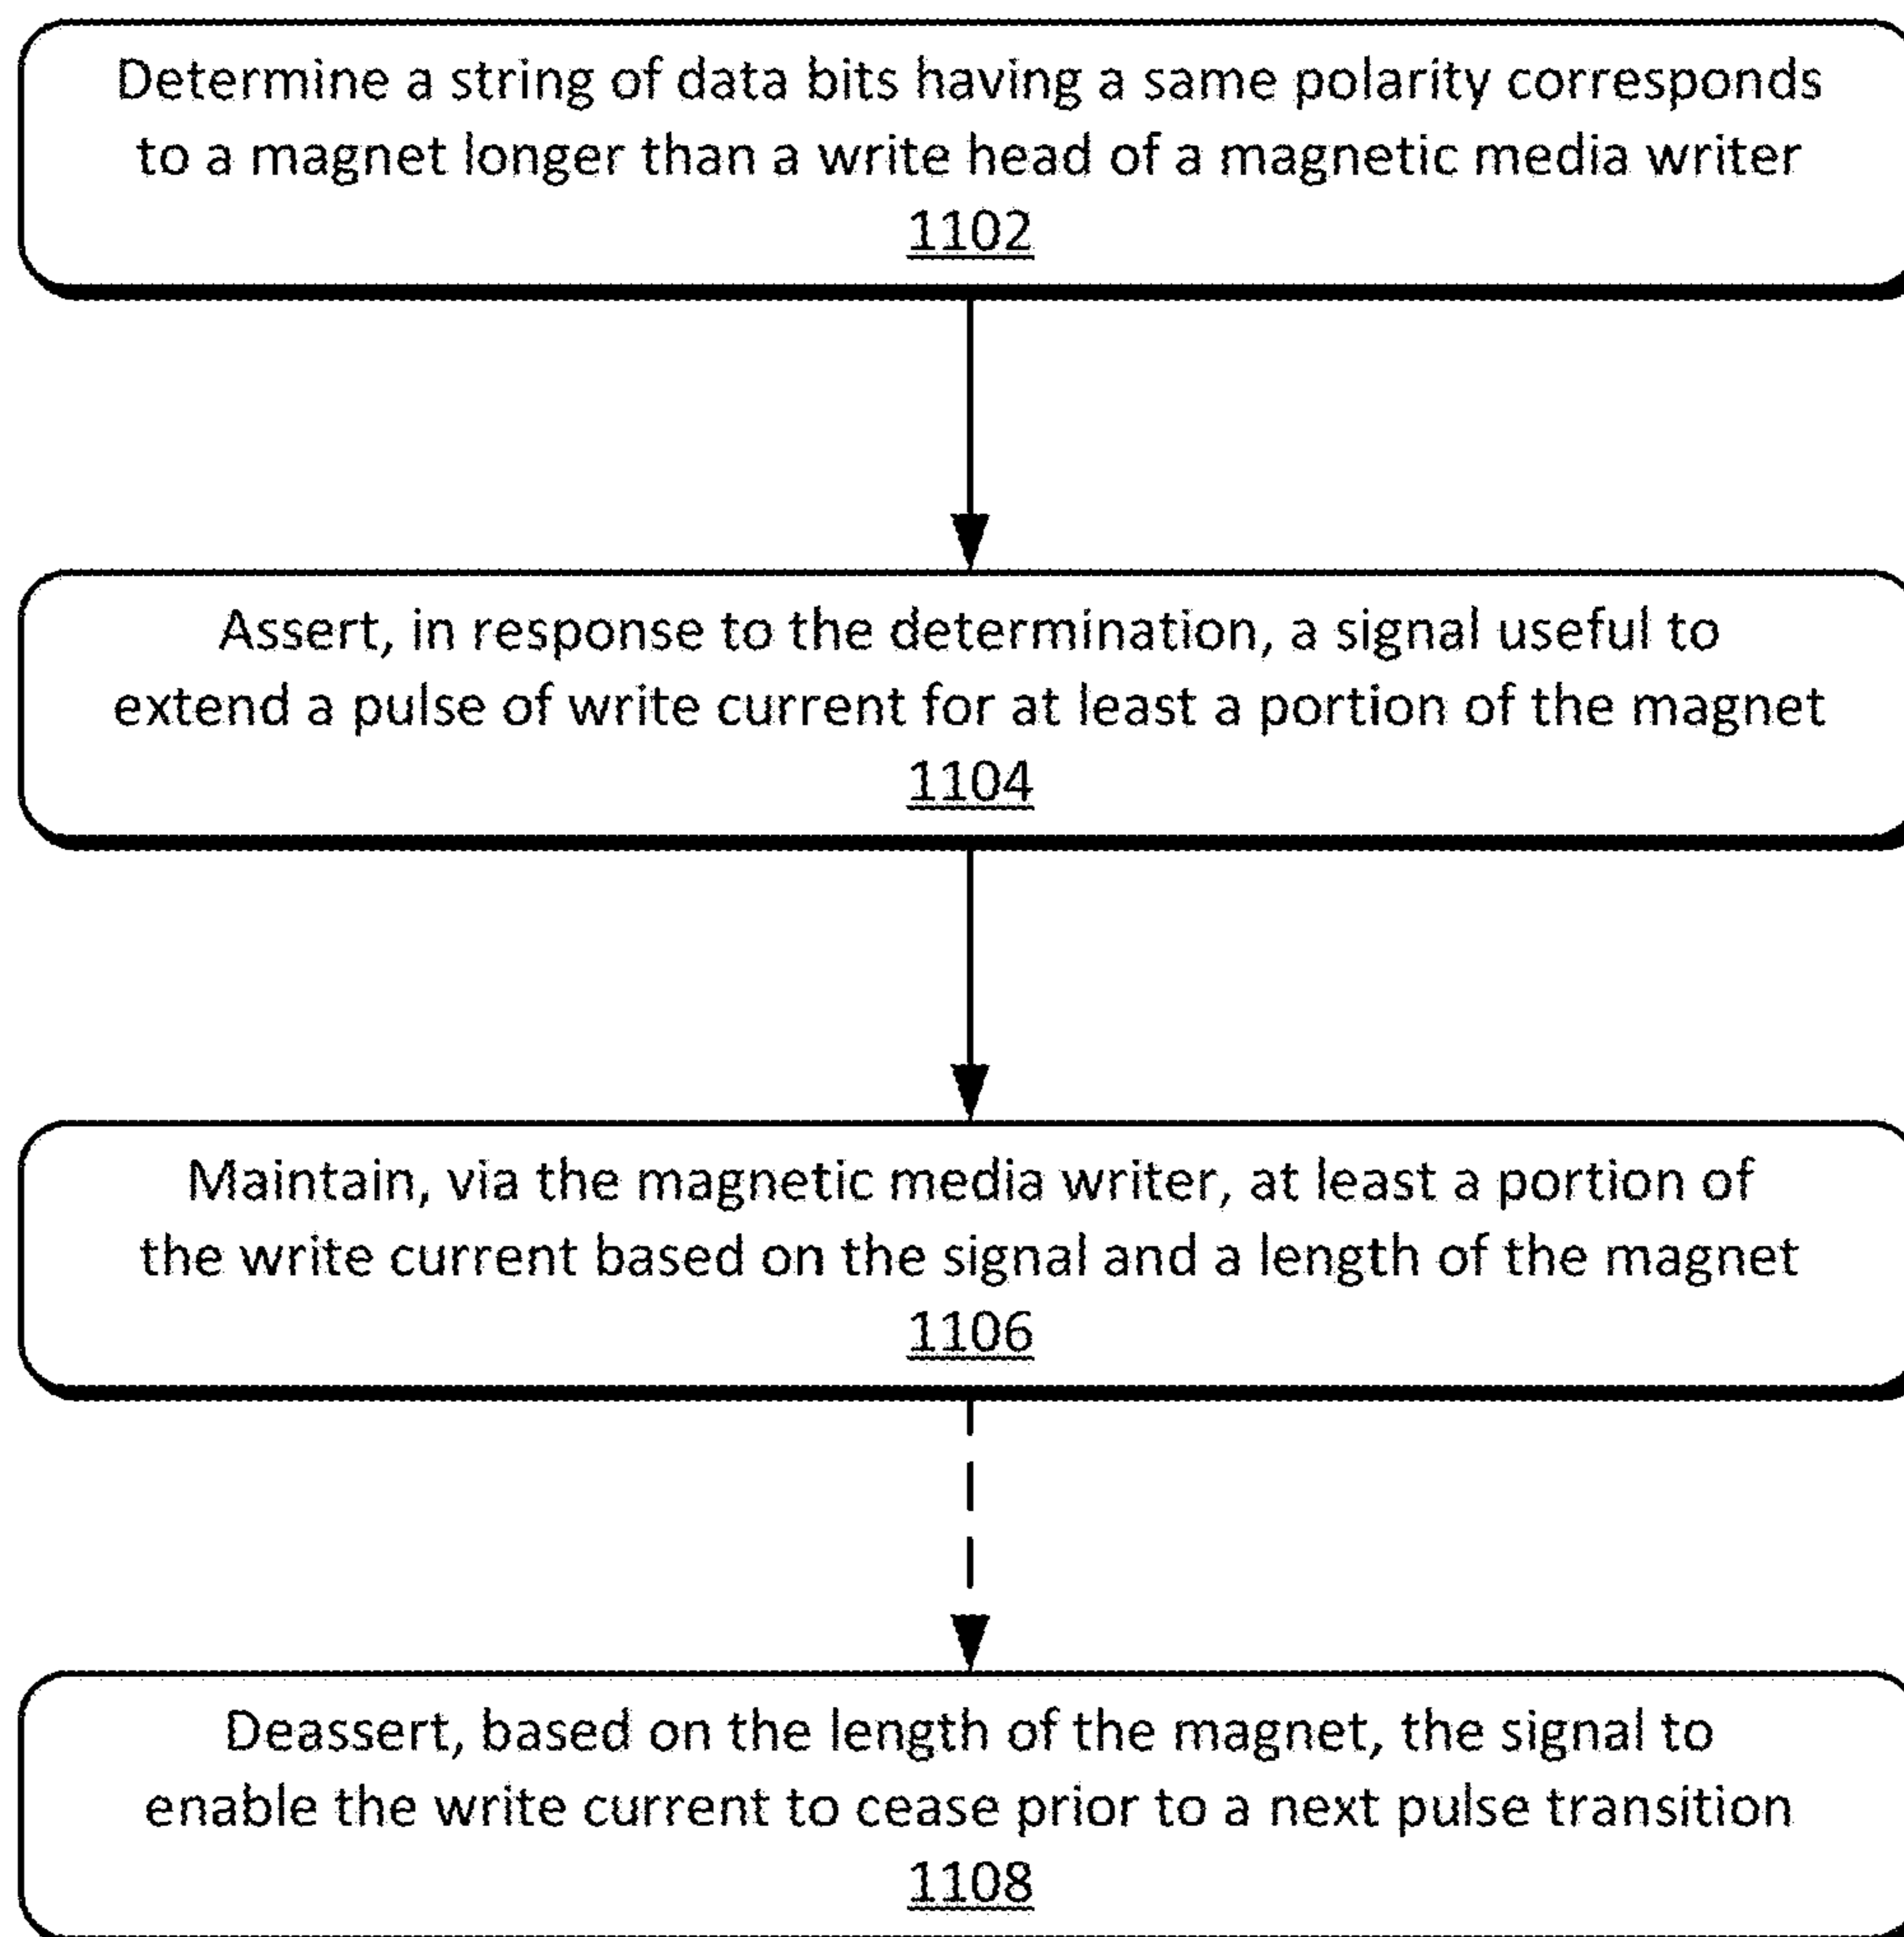 Determine a string of data bits having a same polarity corresponds
to a magnet longer than a write head of a magnetic media writer
1102
Assert, in response to the determination, a signal useful to
extend a pulse of write current for at least a portion of the magnet
1104
Maintain, via the magnetic media writer, at least a portion of
the write current based on the signal and a length of the magnet
1106
Deassert, based on the length of the magnet, the signal to
enable the write current to cease prior to a next pulse transition
1108